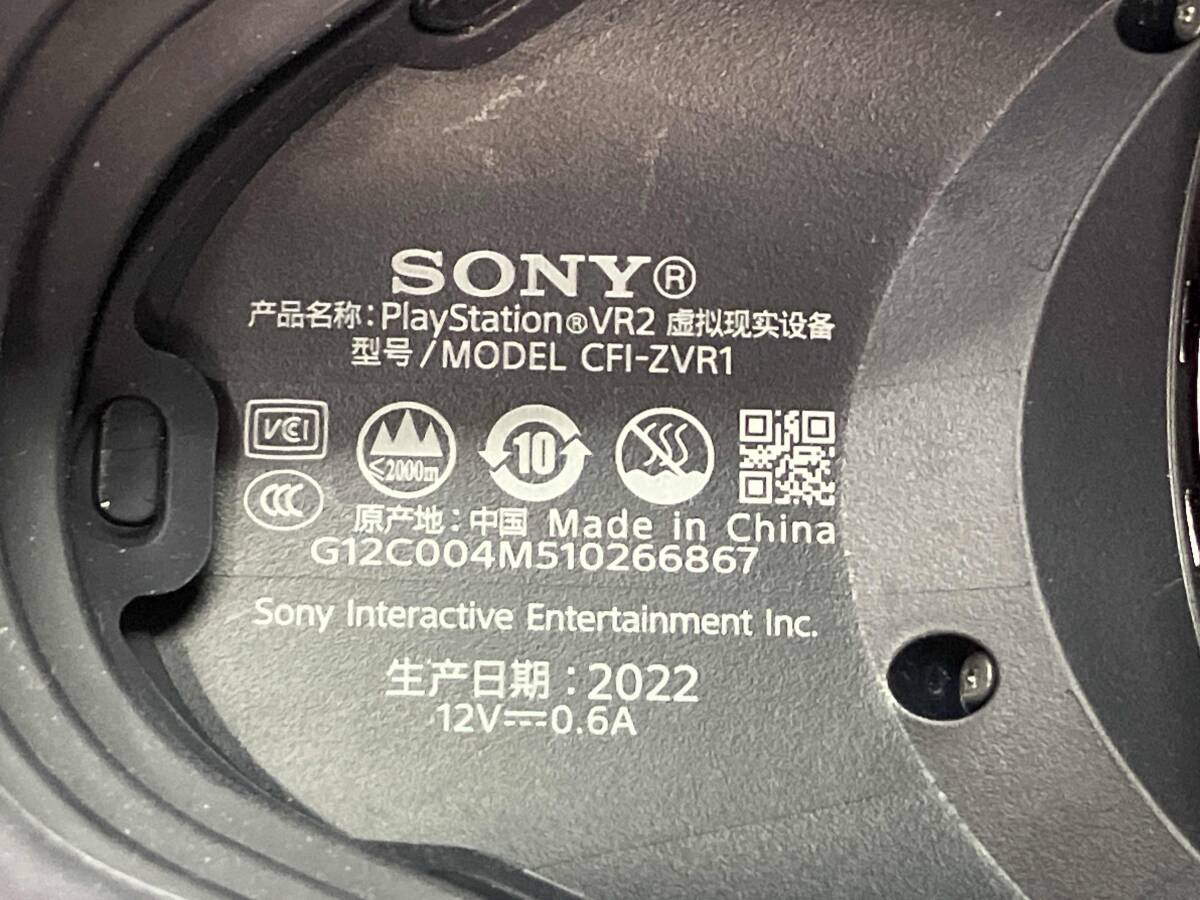 SONY®
产品名称：PlayStation®VR2 虚拟现实设备
型号/MODEL CFI-ZVR1
VCCI
≤2000m
10
CCC
原产地：中国 Made in China
G12C004M510266867
Sony Interactive Entertainment Inc.
生产日期：2022
12V⎓0.6A